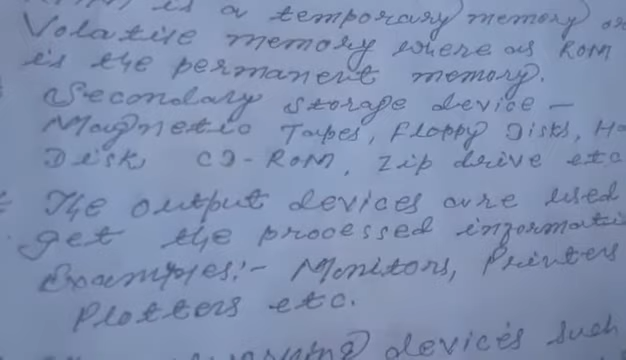 is a temporary memory or
Volatile memory where as ROM
is the permanent memory.
Secondary storage device –
Magnetic Tapes, Floppy Disks, Ha
Disk, CD-ROM, Zip drive etc
The output devices are used
get the processed informati
Examples:- Monitors, Printers
Plotters etc.
devices such